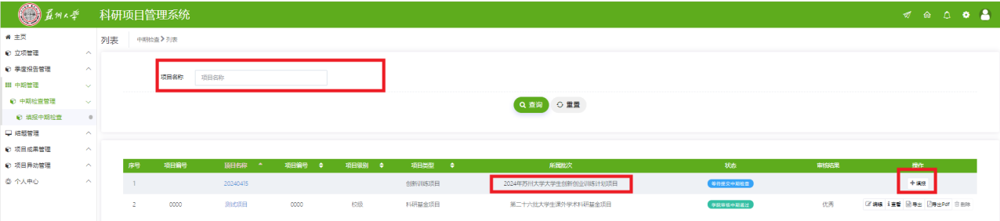 苏州大学 科研项目管理系统
主页
立项管理
季度报告管理
中期管理
中期检查管理
填报中期检查
结题管理
项目成果管理
项目异动管理
个人中心
列表 中期检查 列表
项目名称 项目名称
查询 重置
序号 项目编号 项目名称 项目编号 项目级别 项目类型 所属批次 状态 审核结果 操作
1 20240415 创新训练项目 2024年苏州大学大学生创新创业训练计划项目 等待提交中期检查 填报
2 0000 测试项目 0000 校级 科研基金项目 第二十六批大学生课外学术科研基金项目 学院审核中期通过 优秀 编辑 查看 导出 导出Pdf 删除